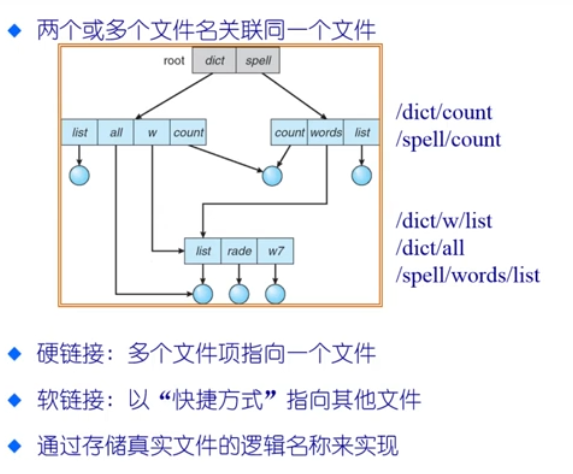 两个或多个文件名关联同一个文件
root dict spell
list all w count count words list
/dict/count
/spell/count
list rade w7
/dict/w/list
/dict/all
/spell/words/list
硬链接：多个文件项指向一个文件
软链接：以“快捷方式”指向其他文件
通过存储真实文件的逻辑名称来实现